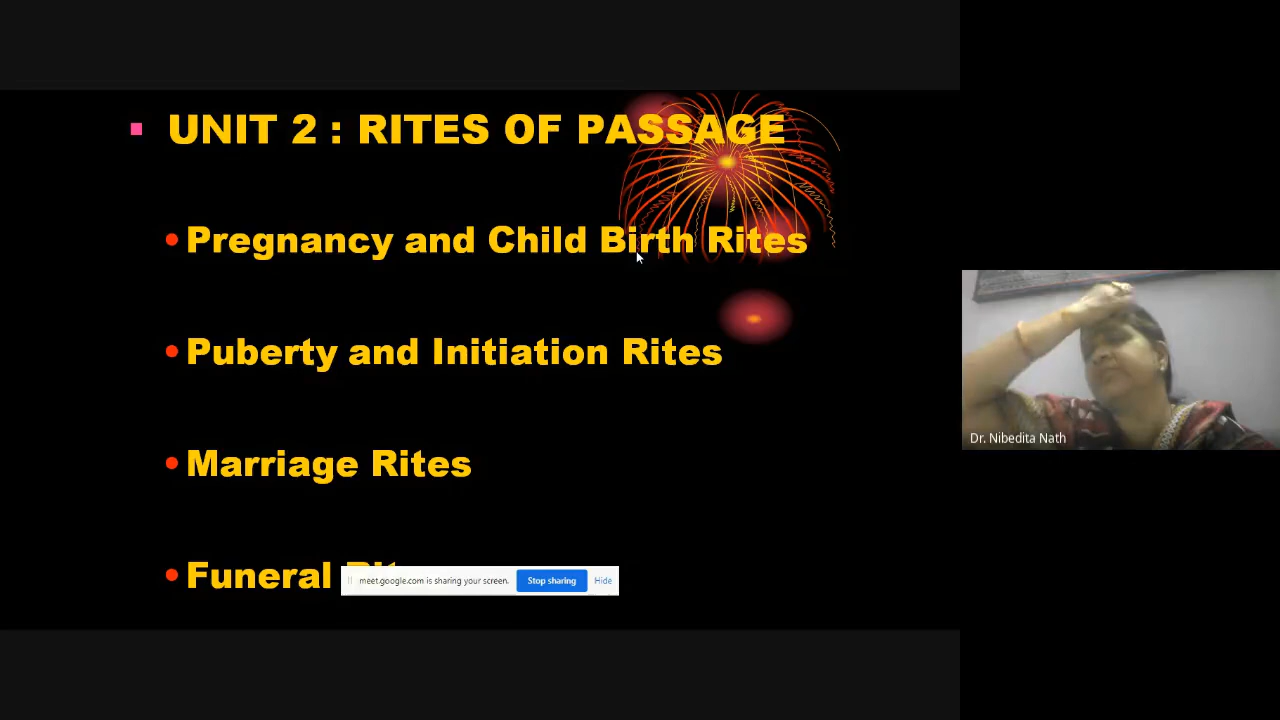 UNIT 2 : RITES OF PASSAGE
Pregnancy and Child Birth Rites
Puberty and Initiation Rites
Marriage Rites
Funeral
meet.google.com is sharing your screen. Stop sharing Hide
Dr. Nibedita Nath